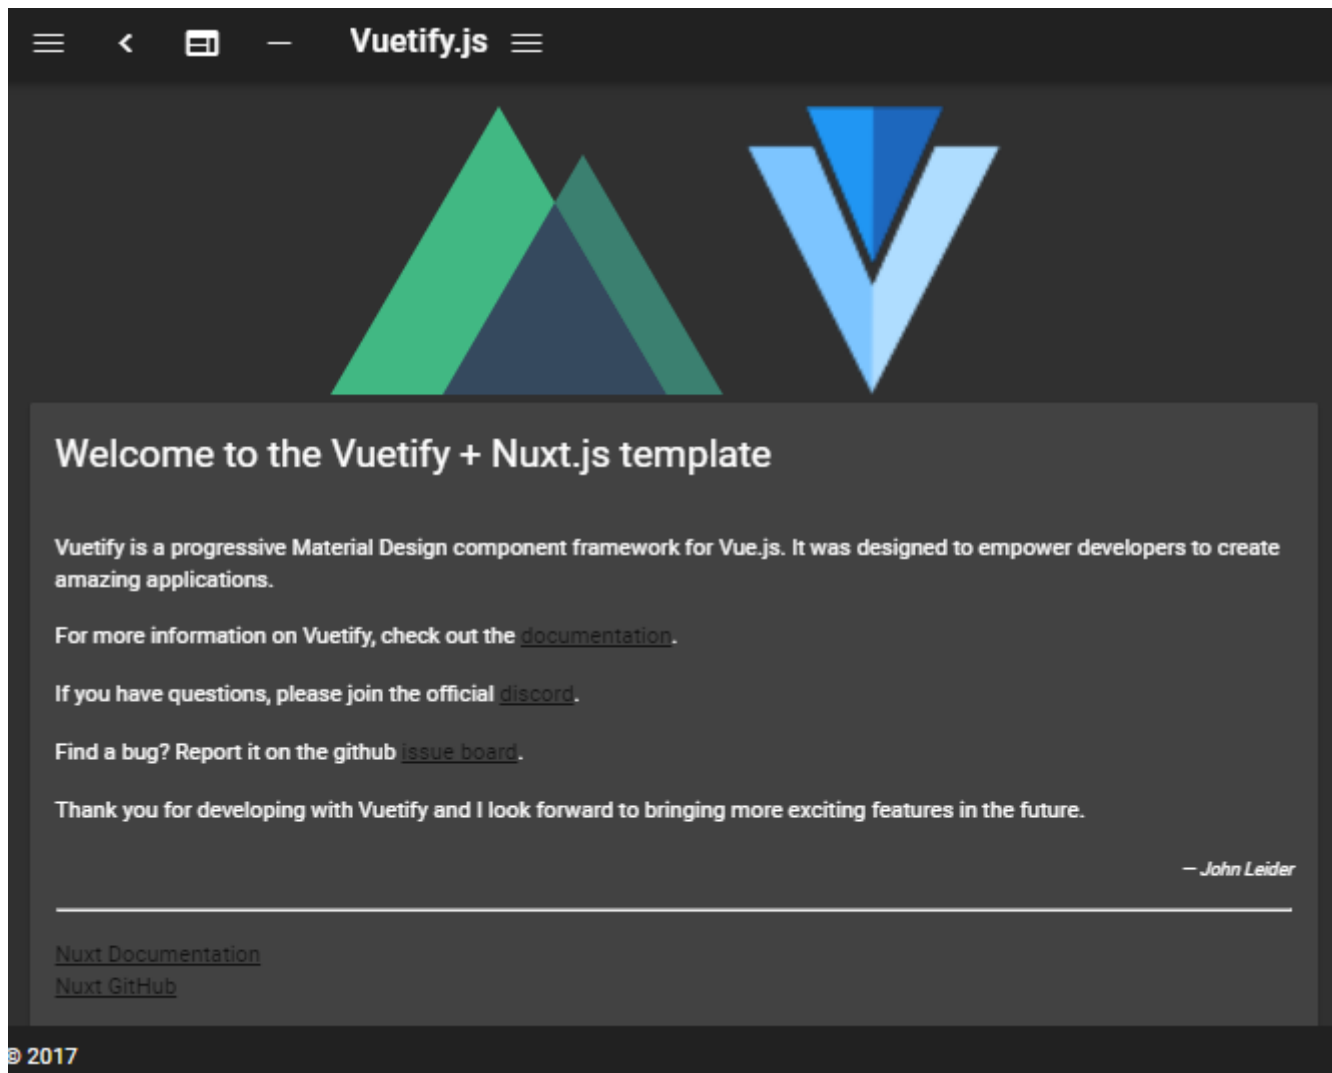 Vuetify.js
Welcome to the Vuetify + Nuxt.js template
Vuetify is a progressive Material Design component framework for Vue.js. It was designed to empower developers to create
amazing applications.
For more information on Vuetify, check out the documentation.
If you have questions, please join the official discord.
Find a bug? Report it on the github issue board.
Thank you for developing with Vuetify and I look forward to bringing more exciting features in the future.
— John Leider
Nuxt Documentation
Nuxt GitHub
© 2017